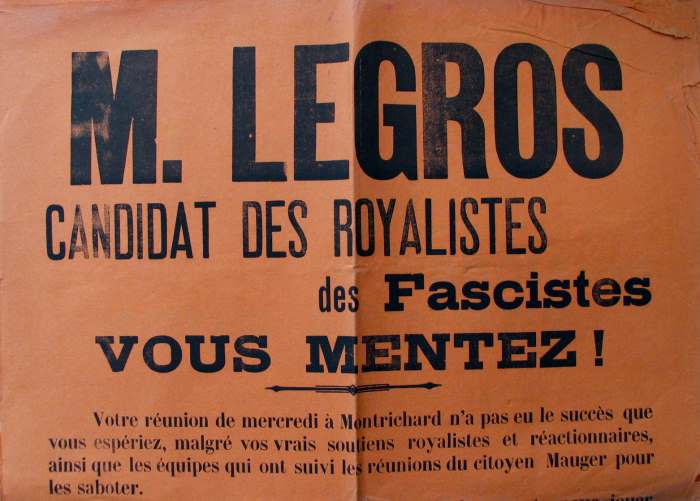 M. LEGROS
CANDIDAT DES ROYALISTES
des Fascistes
VOUS MENTEZ !
Votre réunion de mercredi à Montrichard n'a pas eu le succès que
vous espériez, malgré vos vrais soutiens royalistes et réactionnaires,
ainsi que les équipes qui ont suivi les réunions du citoyen Mauger pour
les saboter.